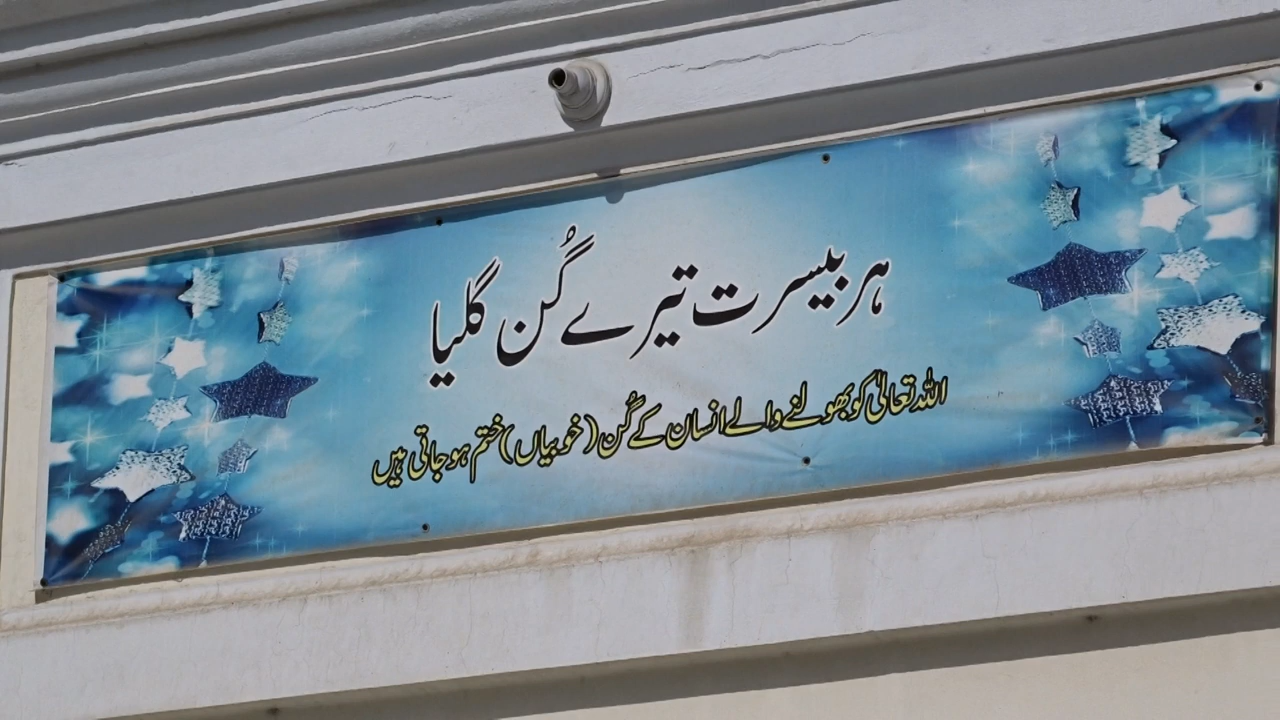 ہر بیسرت تیرے گُن گلیا
اللہ تعالیٰ کو بھولنے والے انسان کے گُن (خوبیاں) ختم ہو جاتی ہیں